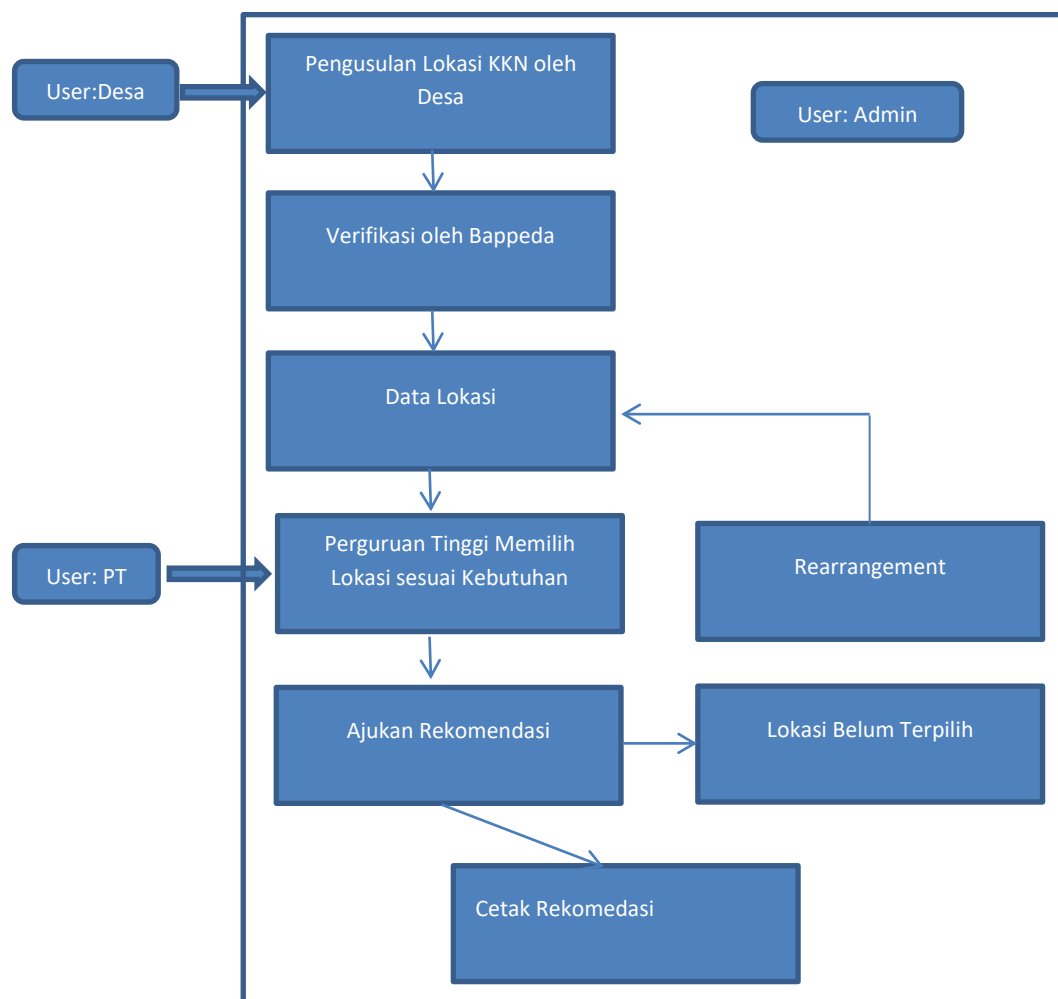 Pengusulan Lokasi KKN oleh
Desa
User:Desa
User: Admin
Verifikasi oleh Bappeda
Data Lokasi
Perguruan Tinggi Memilih
Lokasi sesuai Kebutuhan
User: PT
Rearrangement
Ajukan Rekomendasi
Lokasi Belum Terpilih
Cetak Rekomedasi